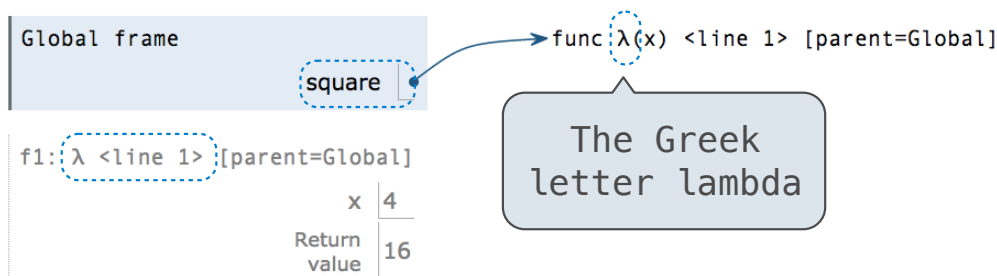 Global frame
func λ(x) <line 1> [parent=Global]
square
The Greek
letter lambda
f1: λ <line 1> [parent=Global]
x 4
Return
value 16